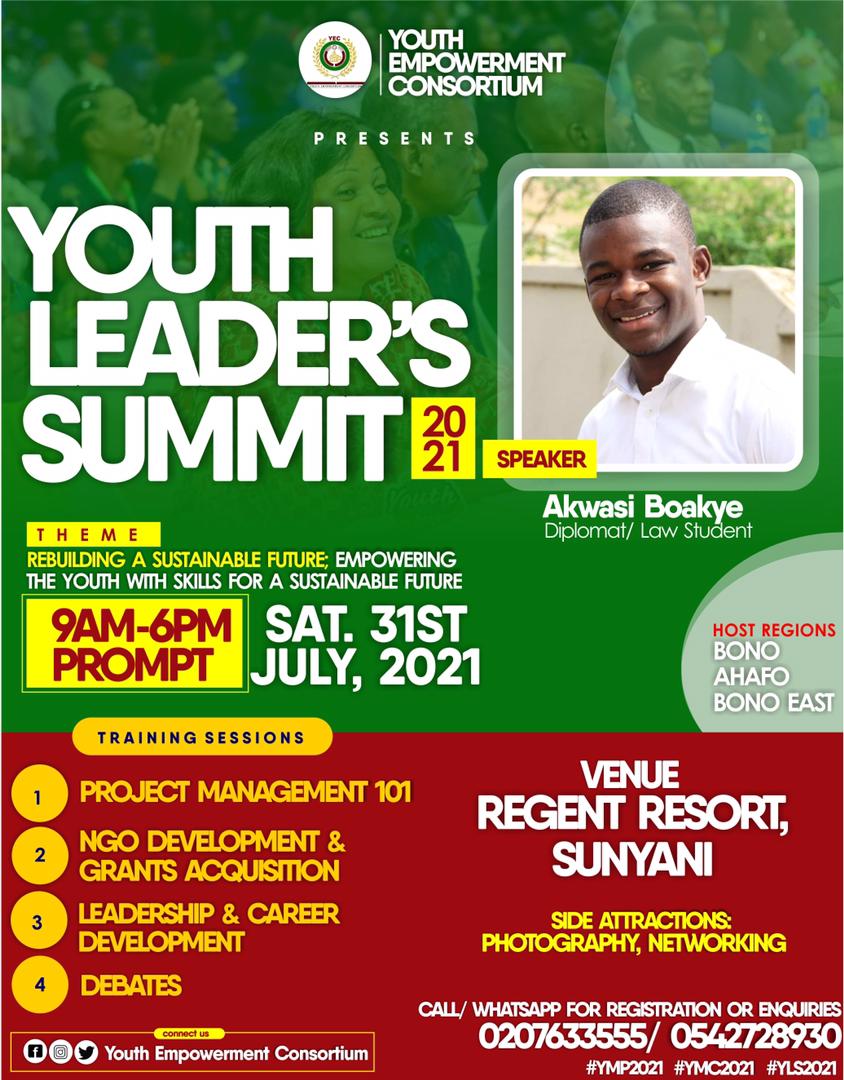 YEC
YOUTH
EMPOWERMENT
CONSORTIUM
PRESENTS
YOUTH
LEADER'S
SUMMIT
20
21
SPEAKER
Akwasi Boakye
Diplomat/ Law Student
THEME
REBUILDING A SUSTAINABLE FUTURE; EMPOWERING
THE YOUTH WITH SKILLS FOR A SUSTAINABLE FUTURE
9AM-6PM
PROMPT
SAT. 31ST
JULY, 2021
HOST REGIONS
BONO
AHAFO
BONO EAST
TRAINING SESSIONS
1 PROJECT MANAGEMENT 101
2 NGO DEVELOPMENT &
GRANTS ACQUISITION
3 LEADERSHIP & CAREER
DEVELOPMENT
4 DEBATES
VENUE
REGENT RESORT,
SUNYANI
SIDE ATTRACTIONS:
PHOTOGRAPHY, NETWORKING
CALL/ WHATSAPP FOR REGISTRATION OR ENQUIRIES
0207633555/ 0542728930
#YMP2021 #YMC2021 #YLS2021
connect us
Youth Empowerment Consortium